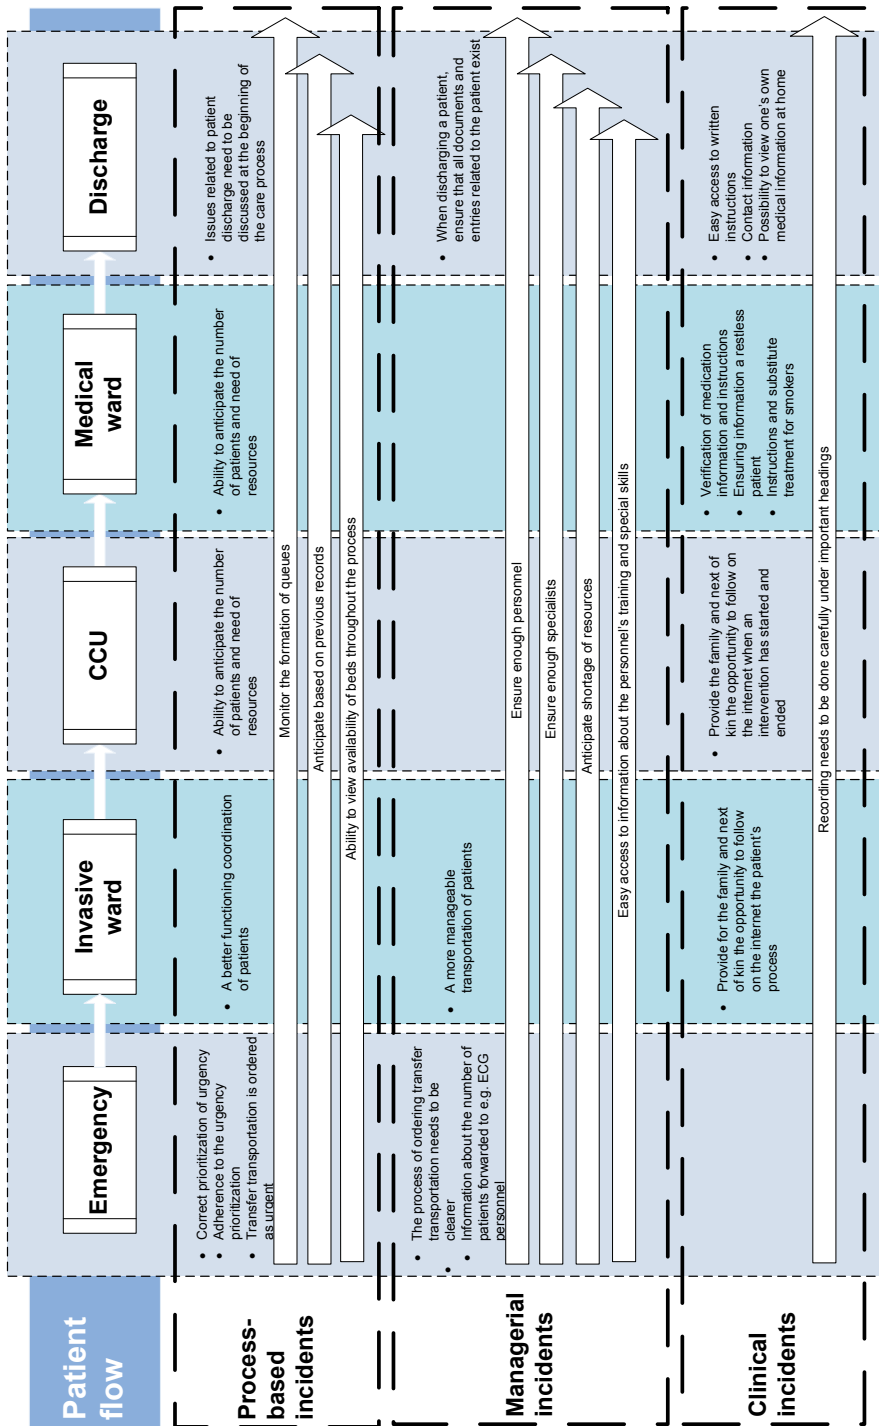 Patient
flow
Emergency
Invasive
ward
CCU
Medical
ward
Discharge
Process-
based
incidents
• Correct prioritization of urgency
• Adherence to the urgency
prioritization
• Transfer transportation is ordered
as urgent
• A better functioning coordination
of patients
• Ability to anticipate the number
of patients and need of
resources
• Ability to anticipate the number
of patients and need of
resources
• Issues related to patient
discharge need to be
discussed at the beginning of
the care process
Monitor the formation of queues
Anticipate based on previous records
Ability to view availability of beds throughout the process
Managerial
incidents
• The process of ordering transfer
transportation needs to be
clearer
•
• Information about the number of
patients forwarded to e.g. ECG
personnel
• A more manageable
transportation of patients
• When discharging a patient,
ensure that all documents and
entries related to the patient exist
Ensure enough personnel
Ensure enough specialists
Anticipate shortage of resources
Easy access to information about the personnel's training and special skills
Clinical
incidents
• Provide for the family and next
of kin the opportunity to follow
on the internet the patient's
process
• Provide the family and next of
kin the opportunity to follow on
the internet when an
intervention has started and
ended
• Verification of medication
information and instructions
• Ensuring information a restless
patient
• Instructions and substitute
treatment for smokers
• Easy access to written
instructions
• Contact information
• Possibility to view one's own
medical information at home
Recording needs to be done carefully under important headings